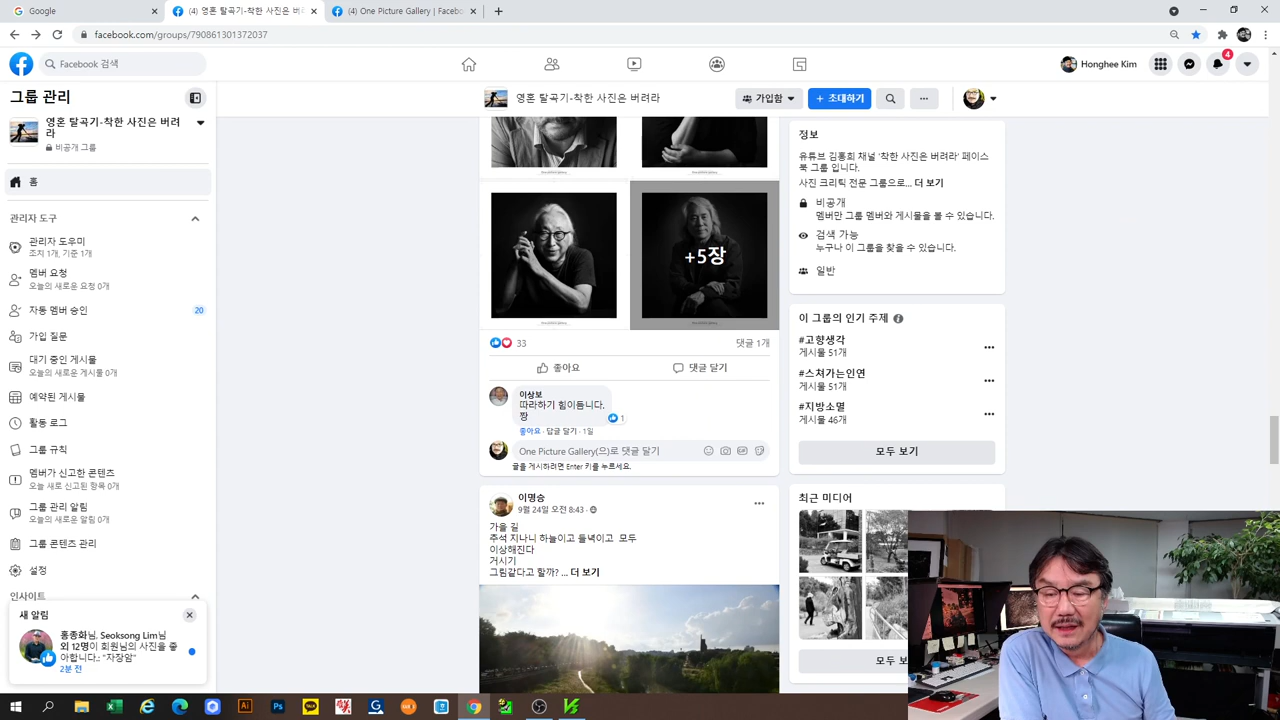 Google
(4) 영혼 탈곡기-착한 사진은 버려
(4) One Picture Gallery | Facebo
facebook.com/groups/790861301372037
Facebook 검색
Honghee Kim
4
그룹 관리
영혼 탈곡기-착한 사진은 버려
라
비공개 그룹
홈
관리자 도구
관리자 도우미
조치 1개, 기준 1개
멤버 요청
오늘의 새로운 요청 0개
자동 멤버 승인
20
가입 질문
대기 중인 게시물
오늘의 새로운 게시물 0개
예약된 게시물
활동 로그
그룹 규칙
멤버가 신고한 콘텐츠
오늘 새로 신고된 항목 0개
그룹 관리 알림
오늘의 새로운 알림 0개
그룹 콘텐츠 관리
설정
인사이트
새 알림
홍종화님, Seoksong Lim님
외 12명이 회원님의 사진을 좋
아합니다.: "자장암"
2분 전
영혼 탈곡기-착한 사진은 버려라
가입함
+ 초대하기
+5장
33
댓글 1개
좋아요
댓글 달기
이상보
따라하기 힘이듭니다,
짱
1
좋아요 · 답글 달기 · 1일
One Picture Gallery(으)로 댓글 달기
글을 게시하려면 Enter 키를 누르세요.
이명승
9월 24일 오전 8:43 ·
가을 길
추석 지나니 하늘이고 들녘이고 모두
이상해진다
거시기
그림같다고 할까? ... 더 보기
정보
유튜브 김홍희 채널 '착한 사진은 버려라' 페이스
북 그룹 입니다.
사진 크리틱 전문 그룹으로... 더 보기
비공개
멤버만 그룹 멤버와 게시물을 볼 수 있습니다.
검색 가능
누구나 이 그룹을 찾을 수 있습니다.
일반
이 그룹의 인기 주제
#고향생각
게시물 51개
#스쳐가는인연
게시물 51개
#지방소멸
게시물 46개
모두 보기
최근 미디어
모두 보